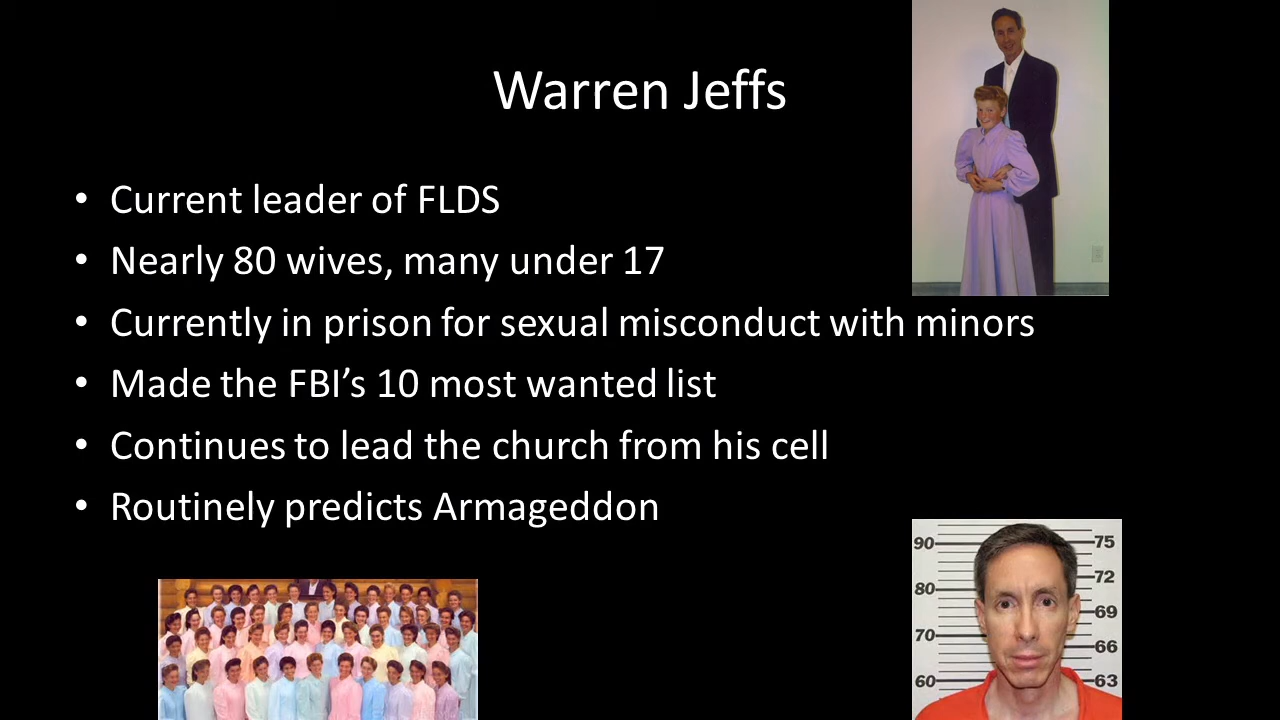 Warren Jeffs
• Current leader of FLDS
• Nearly 80 wives, many under 17
• Currently in prison for sexual misconduct with minors
• Made the FBI’s 10 most wanted list
• Continues to lead the church from his cell
• Routinely predicts Armageddon
90 75
72
80
69
70
66
60 63